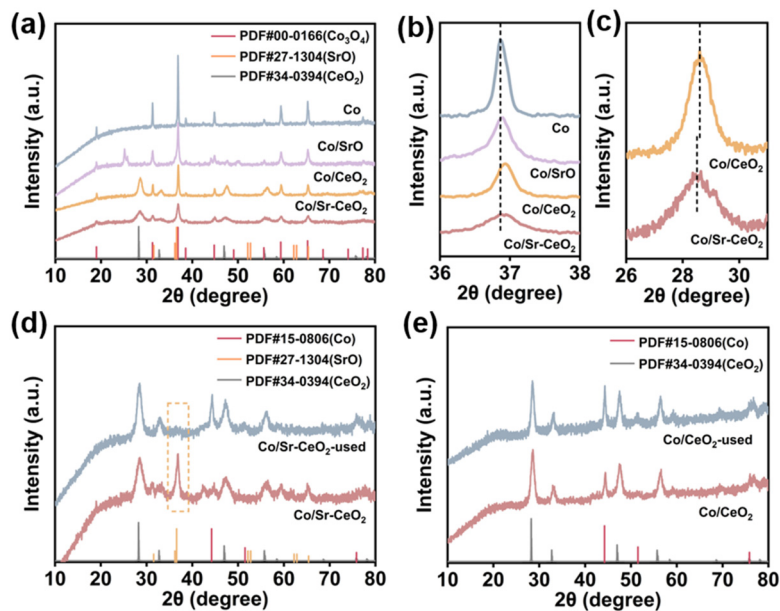 (a)
PDF#00-0166(Co₃O₄)
PDF#27-1304(SrO)
PDF#34-0394(CeO₂)
Co
Co/SrO
Co/CeO₂
Co/Sr-CeO₂
Intensity (a.u.)
10 20 30 40 50 60 70 80
2θ (degree)
(b)
Co
Co/SrO
Co/CeO₂
Co/Sr-CeO₂
Intensity (a.u.)
36 37 38
2θ (degree)
(c)
Co/CeO₂
Co/Sr-CeO₂
Intensity (a.u.)
26 28 30
2θ (degree)
(d)
PDF#15-0806(Co)
PDF#27-1304(SrO)
PDF#34-0394(CeO₂)
Co/Sr-CeO₂-used
Co/Sr-CeO₂
Intensity (a.u.)
10 20 30 40 50 60 70 80
2θ (degree)
(e)
PDF#15-0806(Co)
PDF#34-0394(CeO₂)
Co/CeO₂-used
Co/CeO₂
Intensity (a.u.)
10 20 30 40 50 60 70 80
2θ (degree)